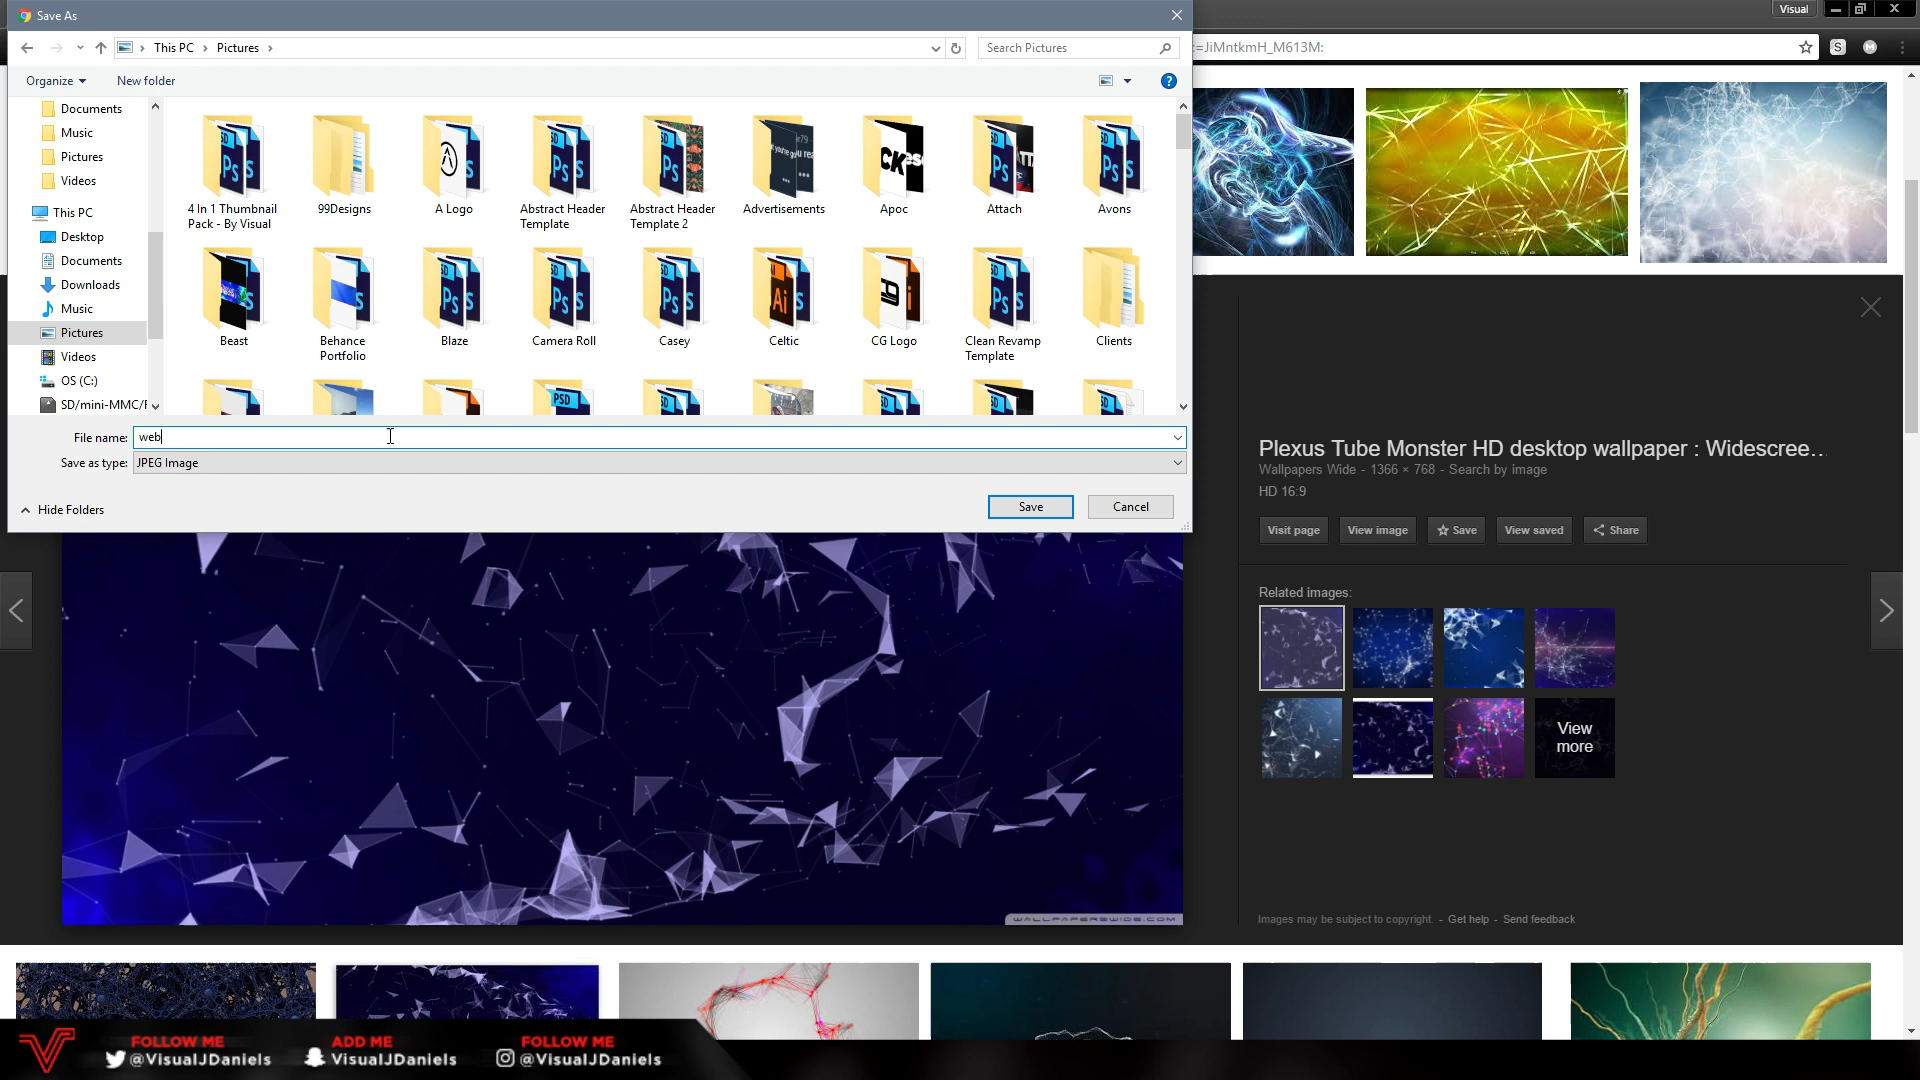 Save As
Visual
This PC
Pictures
Search Pictures
=JiMntkmH_M613M:
S
M
Organize
New folder
?
Documents
Music
Pictures
Videos
This PC
Desktop
Documents
Downloads
Music
Pictures
Videos
OS (C:)
SD/mini-MMC/
4 In 1 Thumbnail
Pack - By Visual
99Designs
A Logo
Abstract Header
Template
Abstract Header
Template 2
Advertisements
Apoc
Attach
Avons
Beast
Behance
Portfolio
Blaze
Camera Roll
Casey
Celtic
CG Logo
Clean Revamp
Template
Clients
File name:
web
Save as type:
JPEG Image
Hide Folders
Save
Cancel
Plexus Tube Monster HD desktop wallpaper : Widescree...
Wallpapers Wide - 1366 × 768 - Search by image
HD 16:9
Visit page
View image
Save
View saved
Share
Related images:
View
more
Images may be subject to copyright. - Get help - Send feedback
WALLPAPERSWIDE.COM
FOLLOW ME
@VisualJDaniels
ADD ME
VisualJDaniels
FOLLOW ME
@VisualJDaniels